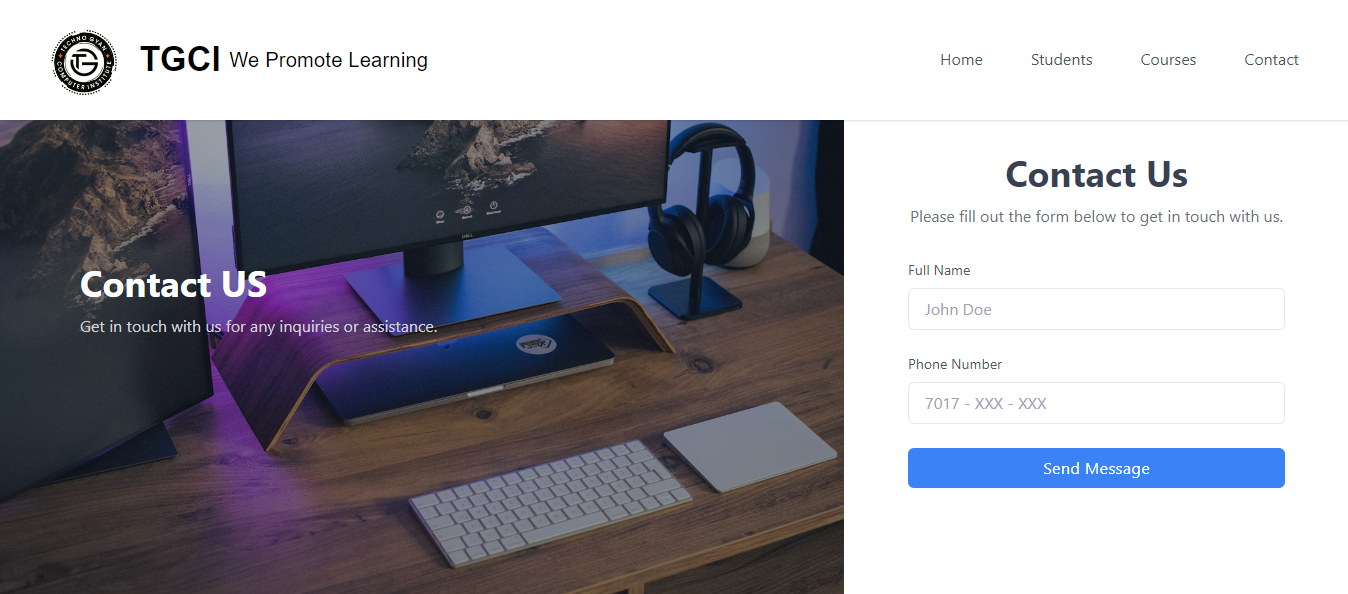 TECHNO GYAN
COMPUTER INSTITUTE
TGCI We Promote Learning
Home
Students
Courses
Contact
Contact US
Get in touch with us for any inquiries or assistance.
DELL
Contact Us
Please fill out the form below to get in touch with us.
Full Name
John Doe
Phone Number
7017 - XXX - XXX
Send Message